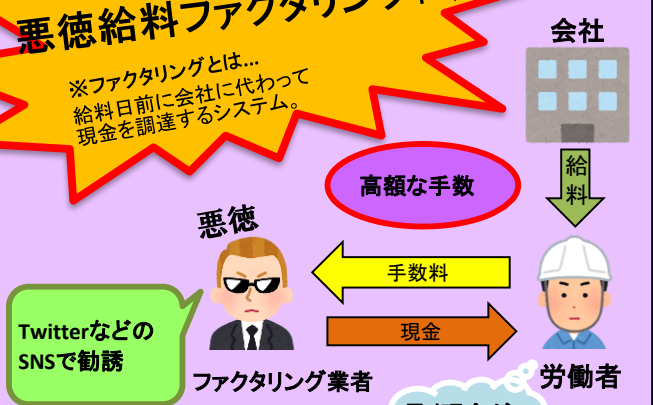 悪徳給料ファクタリング
※ファクタリングとは…
給料日前に会社に代わって
現金を調達するシステム。
会社
給料
高額な手数
悪徳
手数料
現金
Twitterなどの
SNSで勧誘
ファクタリング業者
労働者